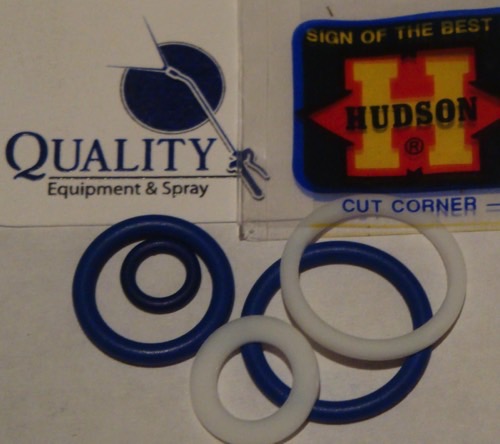 QUALITY
Equipment & Spray
SIGN OF THE BEST
H
HUDSON
®
CUT CORNER